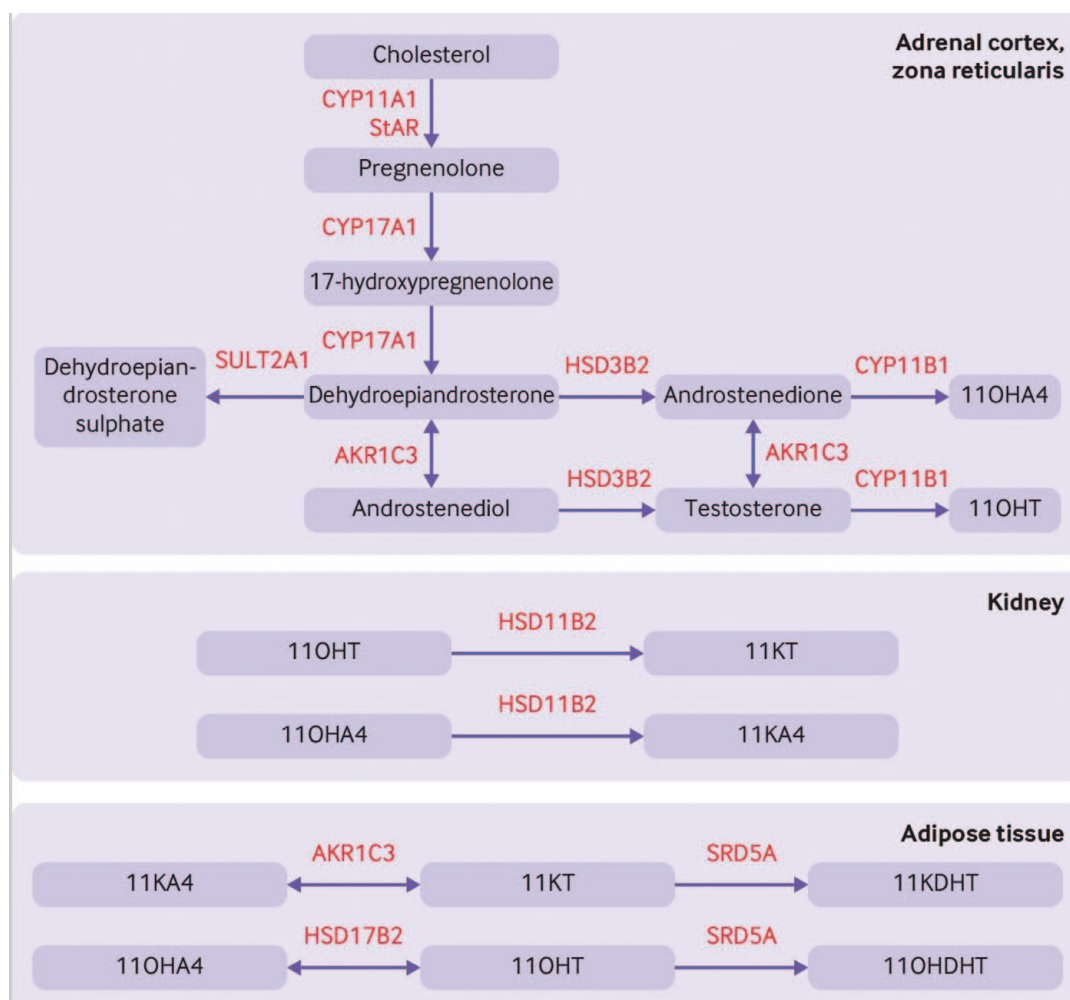 Adrenal cortex,
zona reticularis
Cholesterol
CYP11A1
StAR
Pregnenolone
CYP17A1
17-hydroxypregnenolone
CYP17A1
SULT2A1
HSD3B2
CYP11B1
Dehydroepian-
drosterone
sulphate
Dehydroepiandrosterone
Androstenedione
11OHA4
AKR1C3
AKR1C3
HSD3B2
CYP11B1
Androstenediol
Testosterone
11OHT
Kidney
HSD11B2
11OHT
11KT
HSD11B2
11OHA4
11KA4
Adipose tissue
AKR1C3
SRD5A
11KA4
11KT
11KDHT
HSD17B2
SRD5A
11OHA4
11OHT
11OHDHT